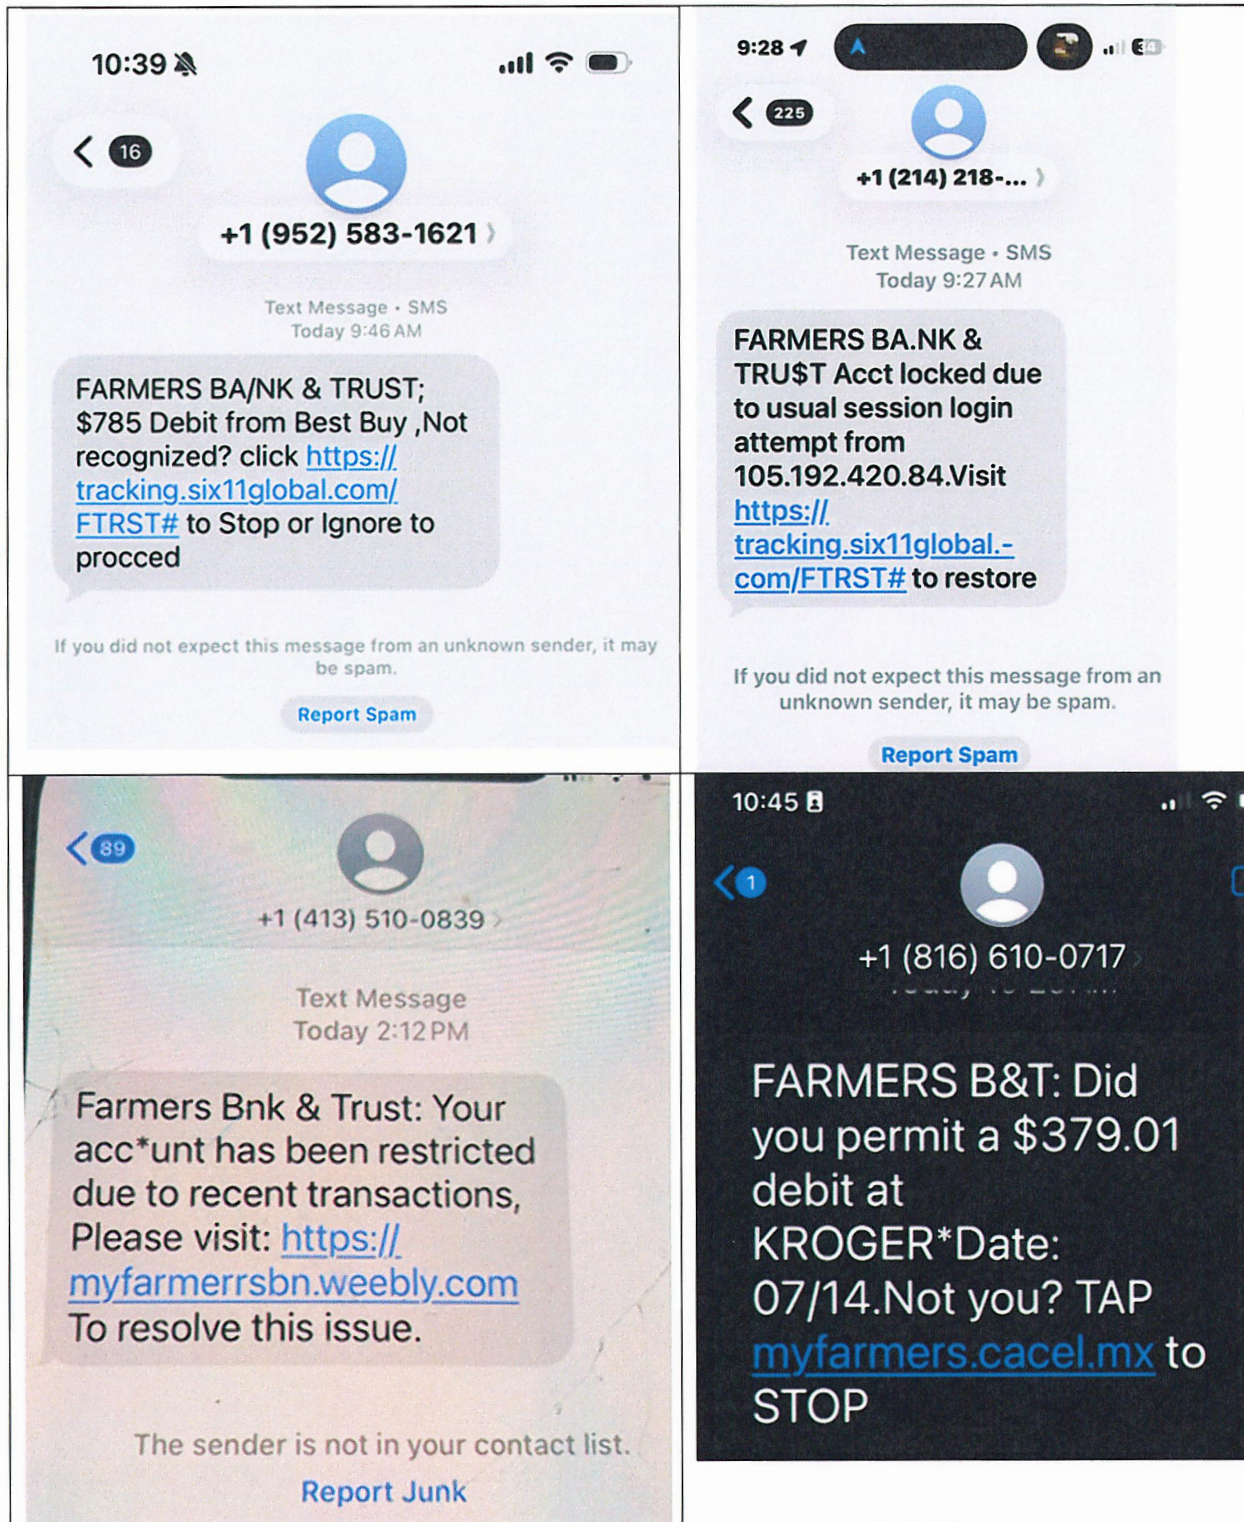 10:39
16
+1 (952) 583-1621
Text Message • SMS
Today 9:46 AM
FARMERS BA/NK & TRUST;
$785 Debit from Best Buy ,Not
recognized? click https://
tracking.six11global.com/
FTRST# to Stop or Ignore to
procced
If you did not expect this message from an unknown sender, it may
be spam.
Report Spam
9:28
34
225
+1 (214) 218-...
Text Message • SMS
Today 9:27 AM
FARMERS BA.NK &
TRU$T Acct locked due
to usual session login
attempt from
105.192.420.84.Visit
https://
tracking.six11global.-
com/FTRST# to restore
If you did not expect this message from an
unknown sender, it may be spam.
Report Spam
89
+1 (413) 510-0839
Text Message
Today 2:12 PM
Farmers Bnk & Trust: Your
acc*unt has been restricted
due to recent transactions,
Please visit: https://
myfarmerrsbn.weebly.com
To resolve this issue.
The sender is not in your contact list.
Report Junk
10:45
1
+1 (816) 610-0717
FARMERS B&T: Did
you permit a $379.01
debit at
KROGER*Date:
07/14.Not you? TAP
myfarmers.cacel.mx to
STOP